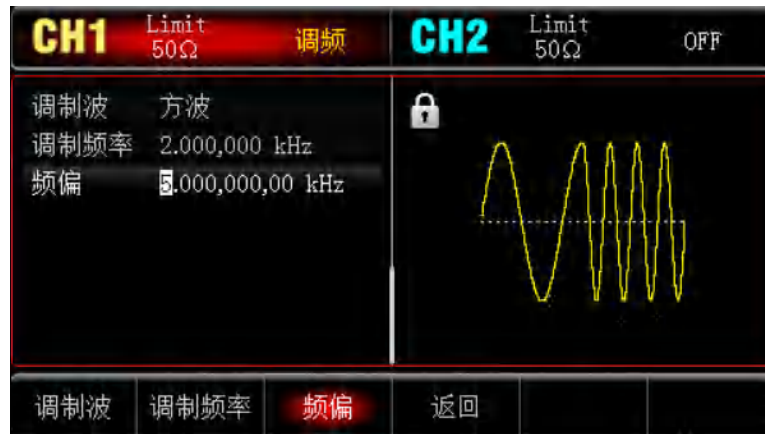 CH1 Limit 50Ω 调频 CH2 Limit 50Ω OFF
调制波 方波
调制频率 2.000,000 kHz
频偏 5.000,000,00 kHz
调制波 调制频率 频偏 返回